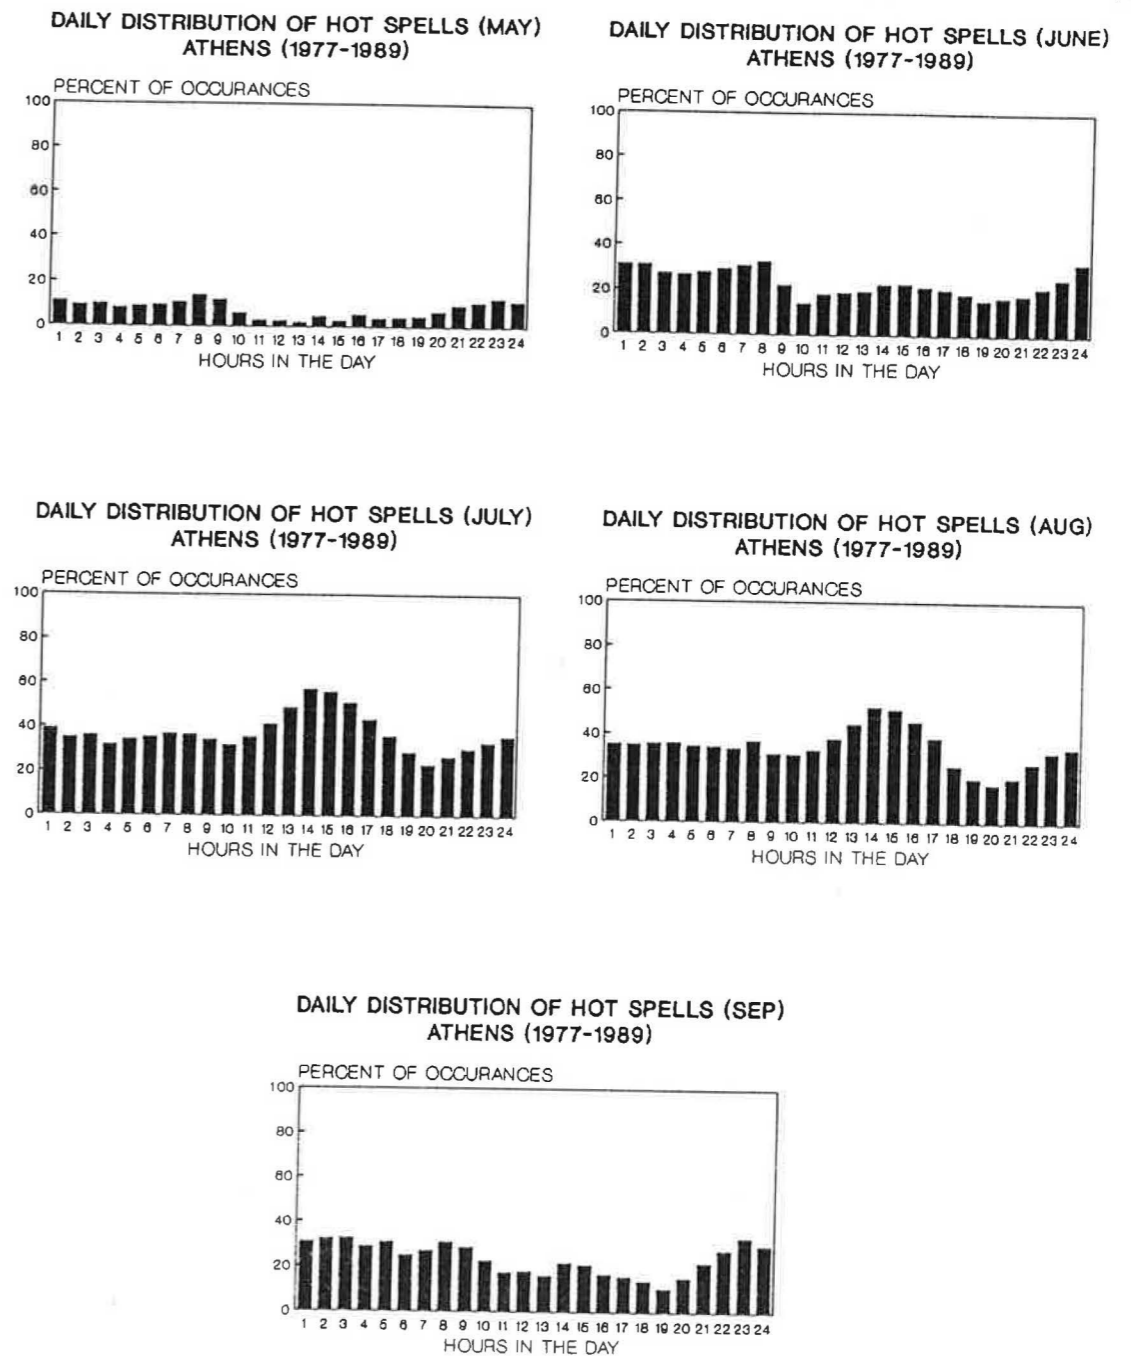 DAILY DISTRIBUTION OF HOT SPELLS (MAY)
ATHENS (1977-1989)
PERCENT OF OCCURANCES
100
80
60
40
20
0
1 2 3 4 5 6 7 8 9 10 11 12 13 14 15 16 17 18 19 20 21 22 23 24
HOURS IN THE DAY
DAILY DISTRIBUTION OF HOT SPELLS (JUNE)
ATHENS (1977-1989)
PERCENT OF OCCURANCES
100
80
60
40
20
0
1 2 3 4 5 6 7 8 9 10 11 12 13 14 15 16 17 18 19 20 21 22 23 24
HOURS IN THE DAY
DAILY DISTRIBUTION OF HOT SPELLS (JULY)
ATHENS (1977-1989)
PERCENT OF OCCURANCES
100
80
60
40
20
0
1 2 3 4 5 6 7 8 9 10 11 12 13 14 15 16 17 18 19 20 21 22 23 24
HOURS IN THE DAY
DAILY DISTRIBUTION OF HOT SPELLS (AUG)
ATHENS (1977-1989)
PERCENT OF OCCURANCES
100
80
60
40
20
0
1 2 3 4 5 6 7 8 9 10 11 12 13 14 15 16 17 18 19 20 21 22 23 24
HOURS IN THE DAY
DAILY DISTRIBUTION OF HOT SPELLS (SEP)
ATHENS (1977-1989)
PERCENT OF OCCURANCES
100
80
60
40
20
0
1 2 3 4 5 6 7 8 9 10 11 12 13 14 15 16 17 18 19 20 21 22 23 24
HOURS IN THE DAY